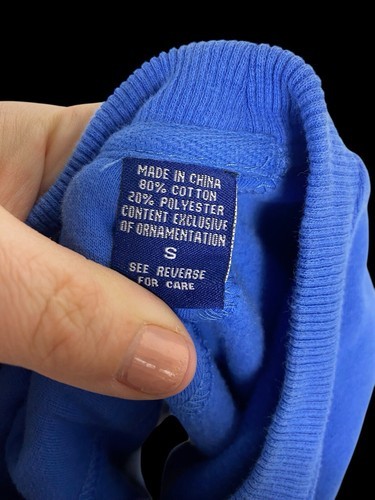 MADE IN CHINA
80% COTTON
20% POLYESTER
CONTENT EXCLUSIVE
OF ORNAMENTATION
S
SEE REVERSE
FOR CARE